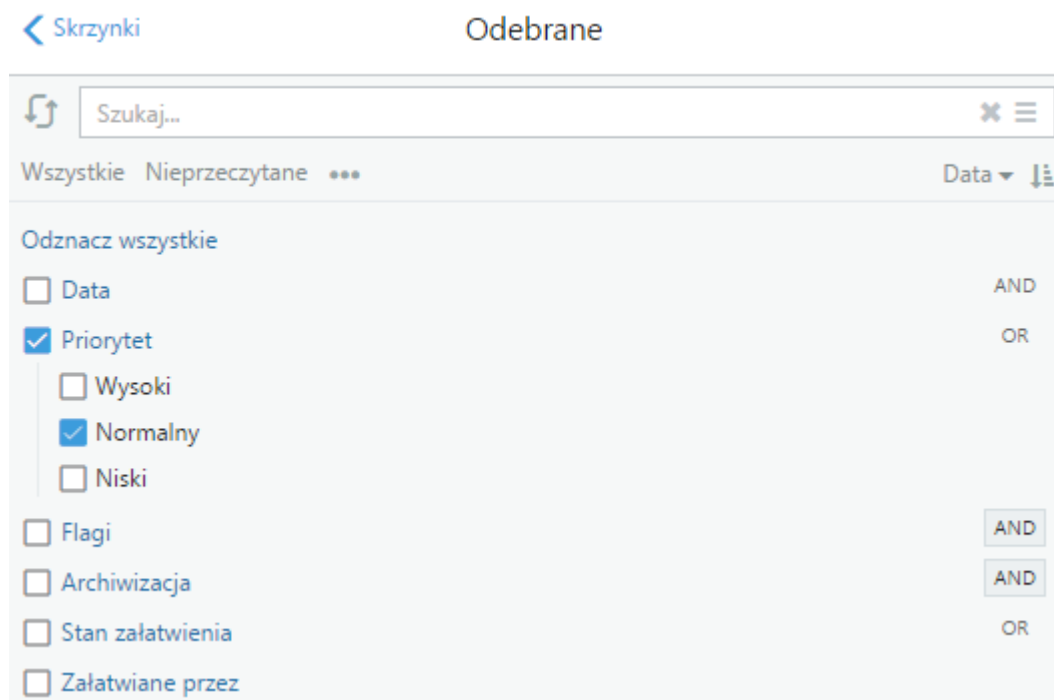 Skrzynki Odebrane
Szukaj...
Wszystkie Nieprzeczytane ••• Data
Odznacz wszystkie
Data AND
Priorytet OR
Wysoki
Normalny
Niski
Flagi AND
Archiwizacja AND
Stan załatwienia OR
Załatwiane przez